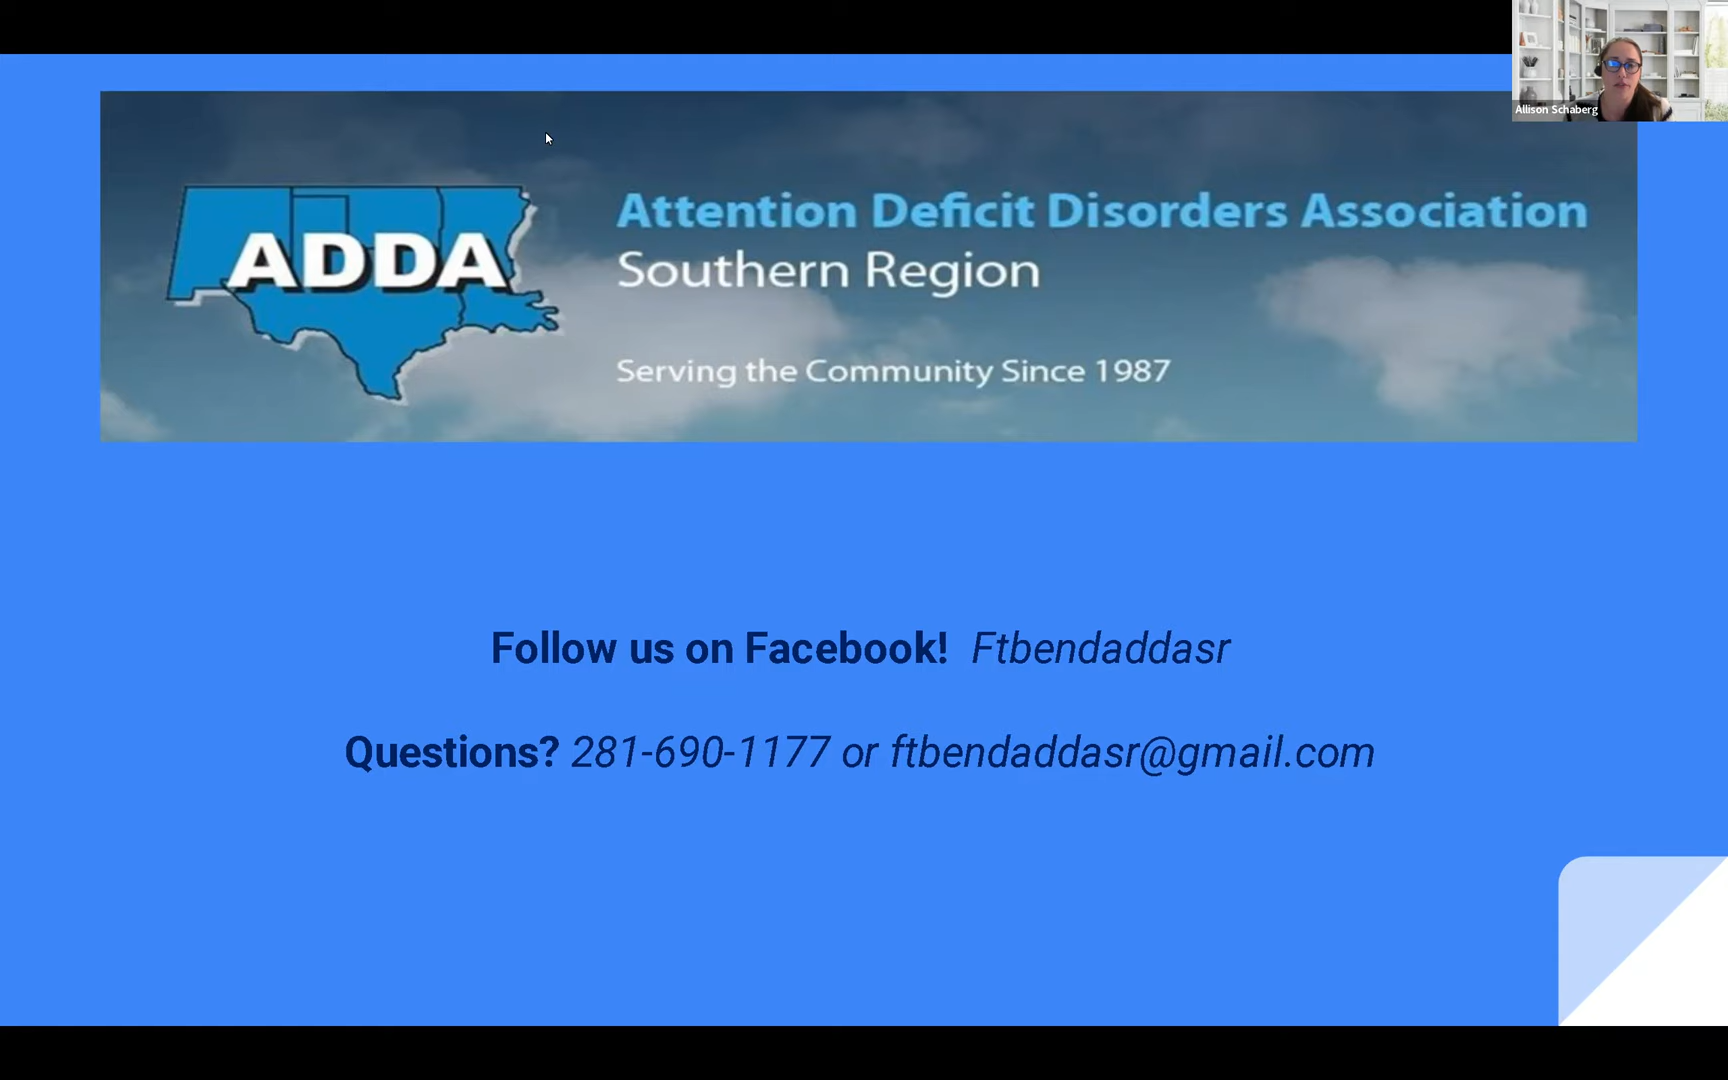 Allison Schaberg
ADDA
Attention Deficit Disorders Association
Southern Region
Serving the Community Since 1987
Follow us on Facebook! Ftbendaddasr
Questions? 281-690-1177 or ftbendaddasr@gmail.com